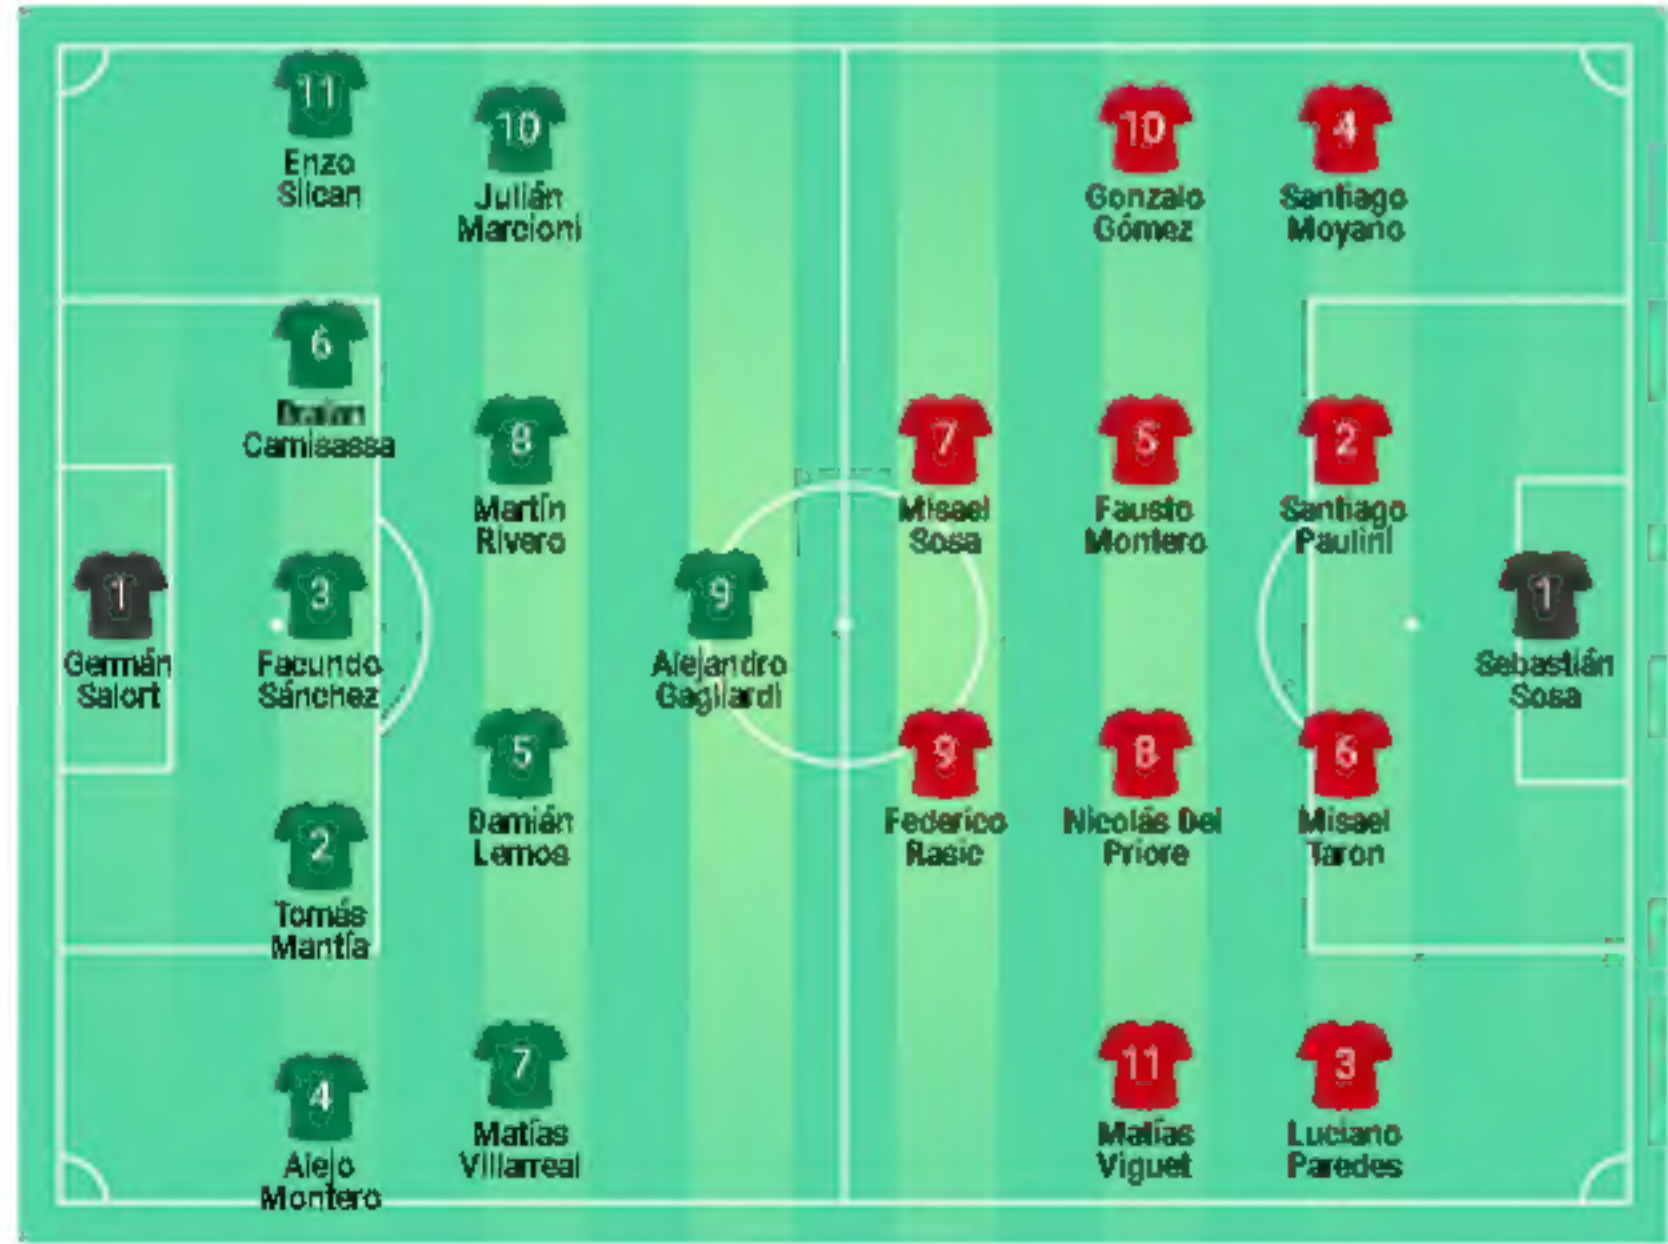 11
Enzo
Slican
10
Julián
Marcioni
10
Gonzalo
Gómez
4
Santiago
Moyano
6
Braian
Camisassa
8
Martín
Rivero
7
Misael
Sosa
5
Fausto
Montero
2
Santiago
Paulini
1
Germán
Salort
3
Facundo
Sánchez
9
Alejandro
Gagliardi
1
Sebastián
Sosa
2
Tomás
Mantía
5
Damián
Lemos
9
Federico
Rasic
8
Nicolás Del
Priore
6
Misael
Taron
4
Alejo
Montero
7
Matías
Villarreal
11
Matías
Viguet
3
Luciano
Paredes